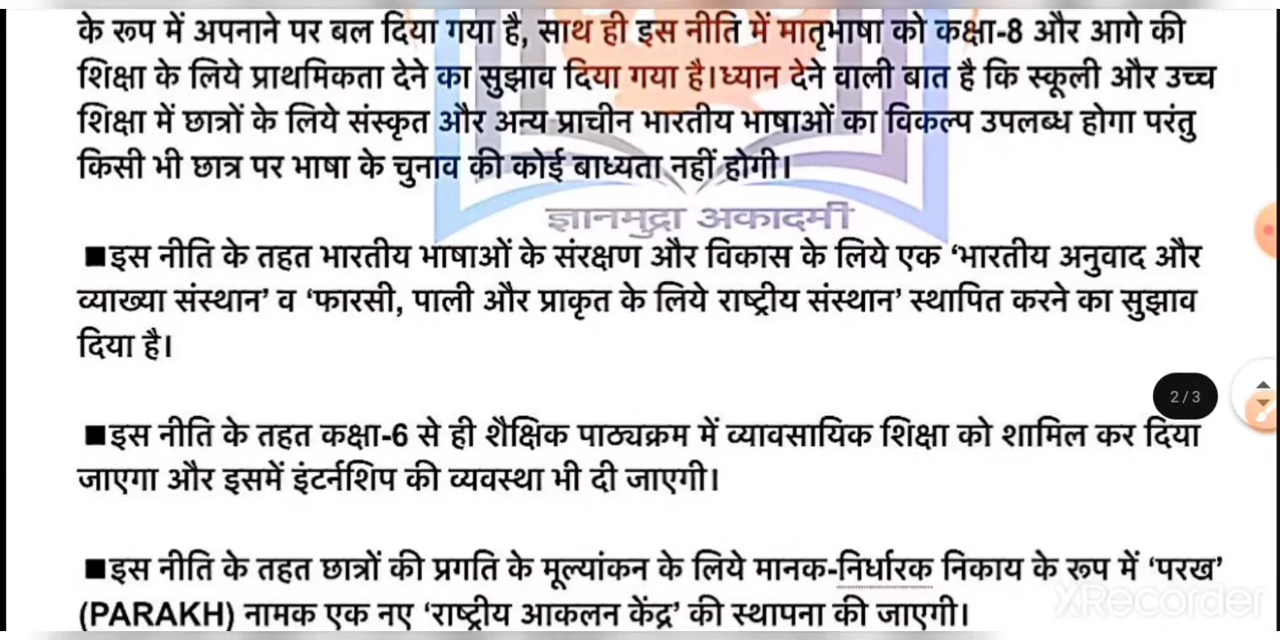 के रूप में अपनाने पर बल दिया गया है, साथ ही इस नीति में मातृभाषा को कक्षा-8 और आगे की
शिक्षा के लिये प्राथमिकता देने का सुझाव दिया गया है।ध्यान देने वाली बात है कि स्कूली और उच्च
शिक्षा में छात्रों के लिये संस्कृत और अन्य प्राचीन भारतीय भाषाओं का विकल्प उपलब्ध होगा परंतु
किसी भी छात्र पर भाषा के चुनाव की कोई बाध्यता नहीं होगी।
ज्ञानमुद्रा अकादमी
■इस नीति के तहत भारतीय भाषाओं के संरक्षण और विकास के लिये एक ‘भारतीय अनुवाद और
व्याख्या संस्थान’ व ‘फारसी, पाली और प्राकृत के लिये राष्ट्रीय संस्थान’ स्थापित करने का सुझाव
दिया है।
2/3
■इस नीति के तहत कक्षा-6 से ही शैक्षिक पाठ्यक्रम में व्यावसायिक शिक्षा को शामिल कर दिया
जाएगा और इसमें इंटर्नशिप की व्यवस्था भी दी जाएगी।
■इस नीति के तहत छात्रों की प्रगति के मूल्यांकन के लिये मानक-निर्धारक निकाय के रूप में ‘परख’
(PARAKH) नामक एक नए ‘राष्ट्रीय आकलन केंद्र’ की स्थापना की जाएगी।
XRecorder